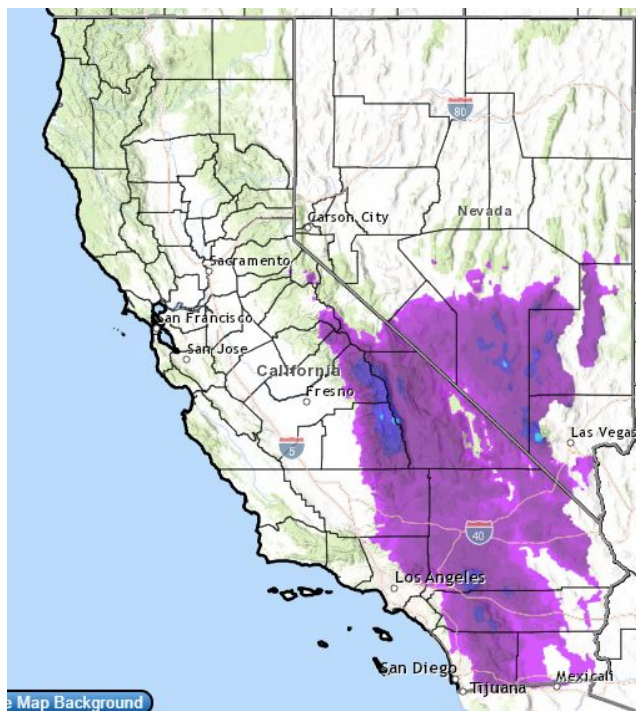 80
Nevada
Carson City
Sacramento
San Francisco
San Jose
California
Fresno
5
Las Vegas
40
Los Angeles
San Diego
Mexicali
Tijuana
e Map Background